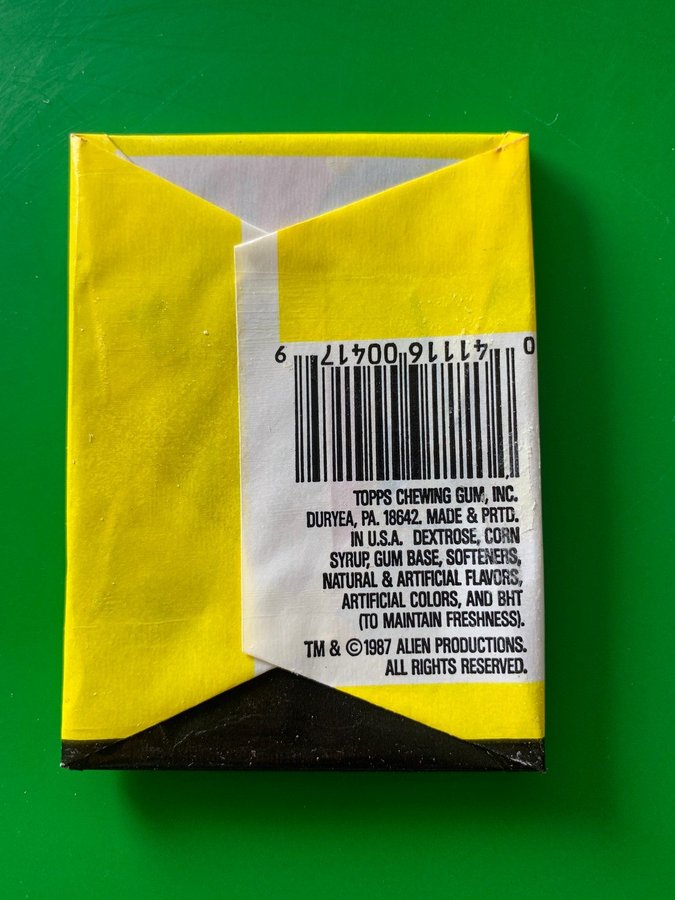 0 41116 00417 9
TOPPS CHEWING GUM, INC.
DURYEA, PA. 18642. MADE & PRTD.
IN U.S.A. DEXTROSE, CORN
SYRUP, GUM BASE, SOFTENERS,
NATURAL & ARTIFICIAL FLAVORS,
ARTIFICIAL COLORS, AND BHT
(TO MAINTAIN FRESHNESS).
TM & ©1987 ALIEN PRODUCTIONS.
ALL RIGHTS RESERVED.